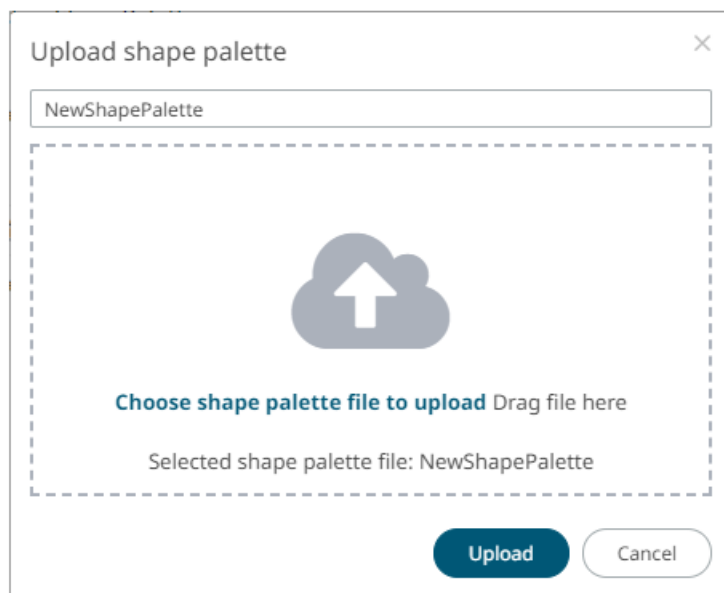 Upload shape palette
NewShapePalette
Choose shape palette file to upload Drag file here
Selected shape palette file: NewShapePalette
Upload
Cancel